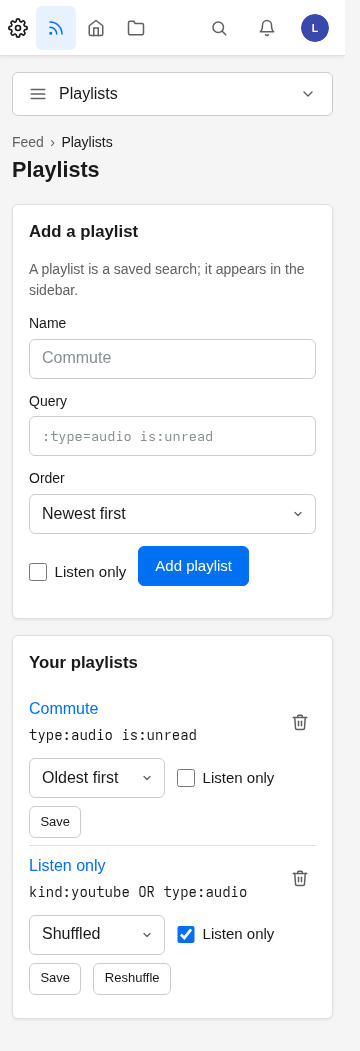 L
Playlists
Feed › Playlists
Playlists
Add a playlist
A playlist is a saved search; it appears in the
sidebar.
Name
Commute
Query
:type=audio is:unread
Order
Newest first
Listen only
Add playlist
Your playlists
Commute
type:audio is:unread
Oldest first
Listen only
Save
Listen only
kind:youtube OR type:audio
Shuffled
Listen only
Save
Reshuffle